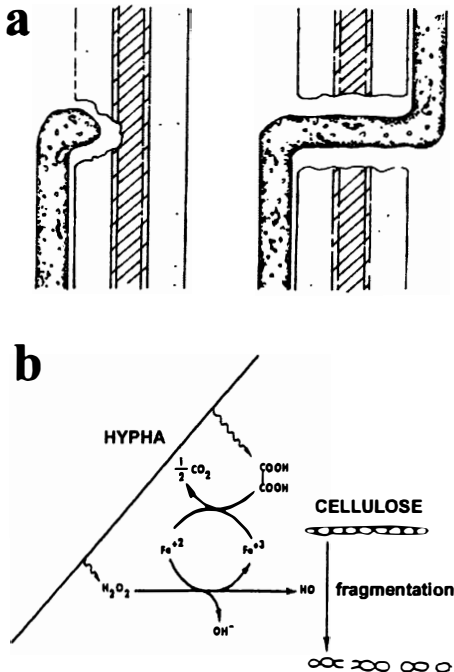 a
b
HYPHA
1/2 CO₂
COOH
COOH
CELLULOSE
Fe⁺²
Fe⁺³
H₂O₂
HO
fragmentation
OH⁻